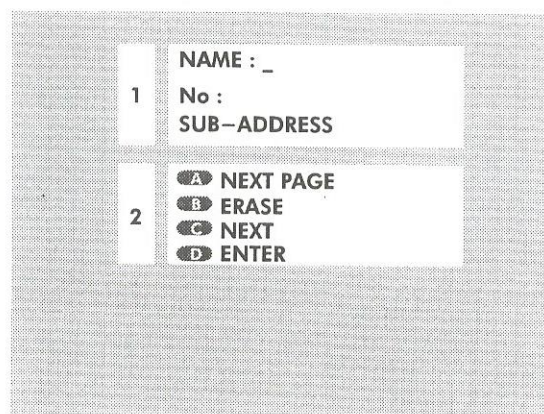 1
NAME : _
No :
SUB–ADDRESS
2
A NEXT PAGE
B ERASE
C NEXT
D ENTER